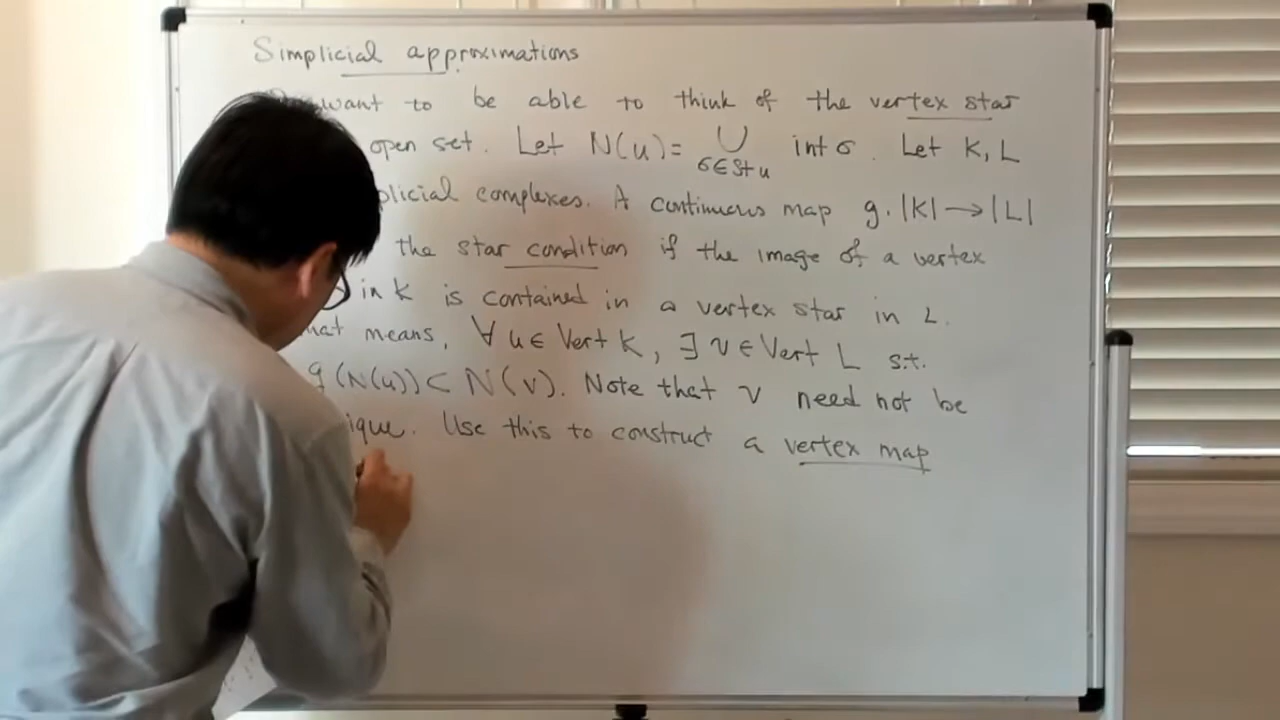 Simplicial approximations
want to be able to think of the vertex star
open set. Let N(u) = ∪ int σ. Let K, L
σ∈St u
plicial complexes. A continuous map g. |K| → |L|
the star condition if the image of a vertex
in K is contained in a vertex star in L.
means, ∀ u ∈ Vert K, ∃ v ∈ Vert L s.t.
g(N(u)) ⊂ N(v). Note that v need not be
ique. Use this to construct a vertex map